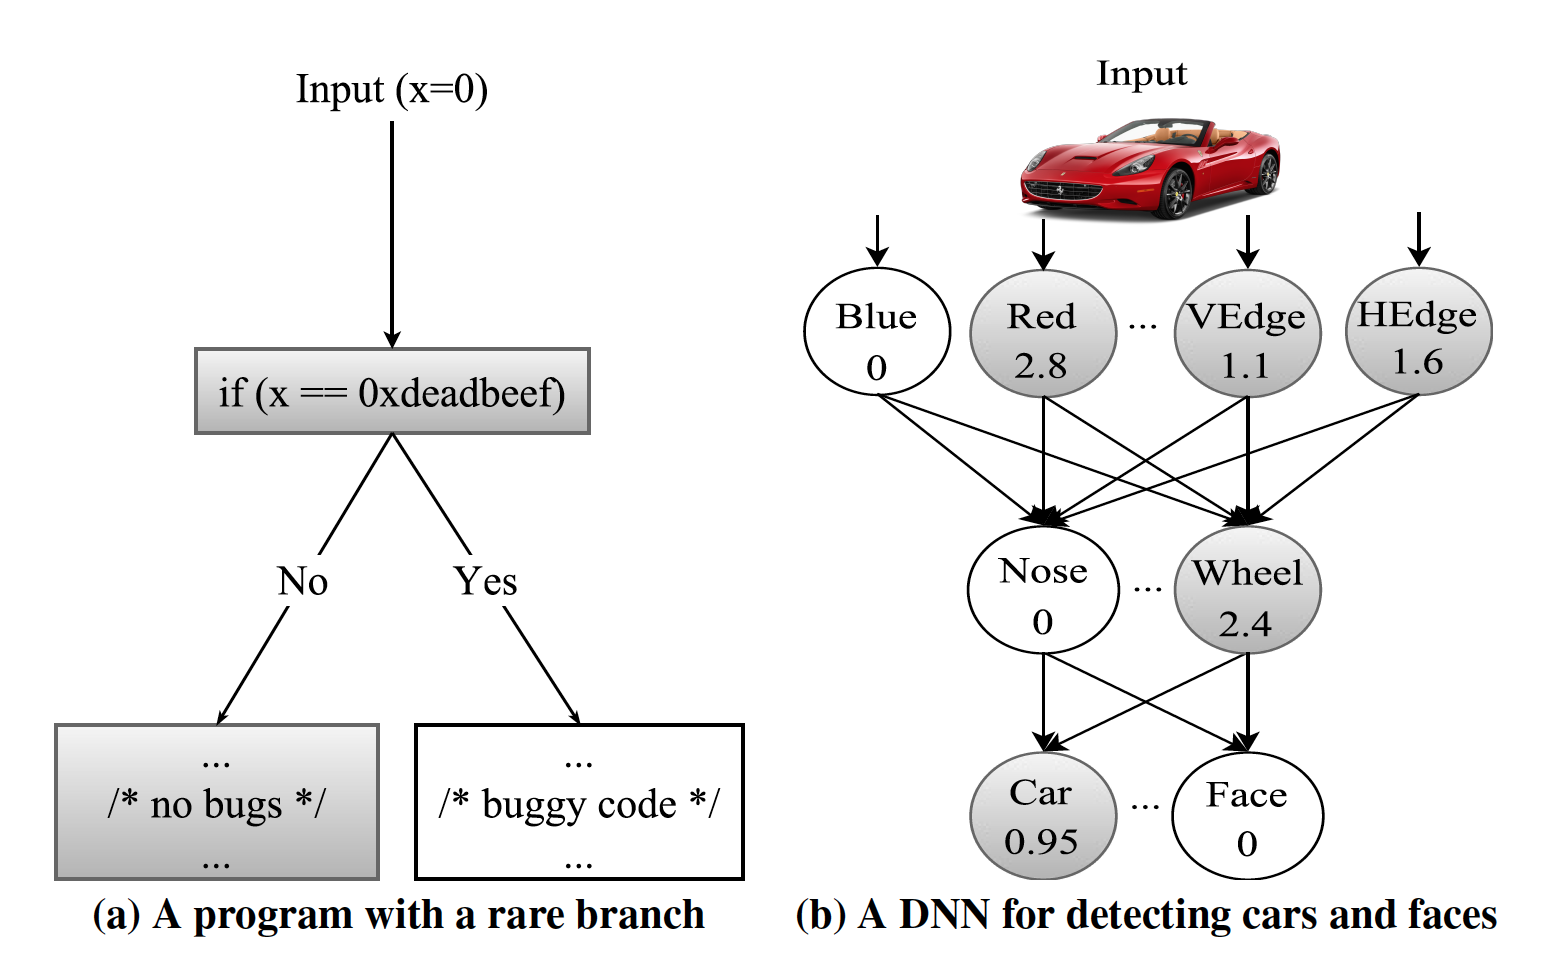 Input (x=0)
if (x == 0xdeadbeef)
No
Yes
...
/* no bugs */
...
...
/* buggy code */
...
(a) A program with a rare branch
Input
Blue
0
Red
2.8
...
VEdge
1.1
HEdge
1.6
Nose
0
...
Wheel
2.4
Car
0.95
...
Face
0
(b) A DNN for detecting cars and faces